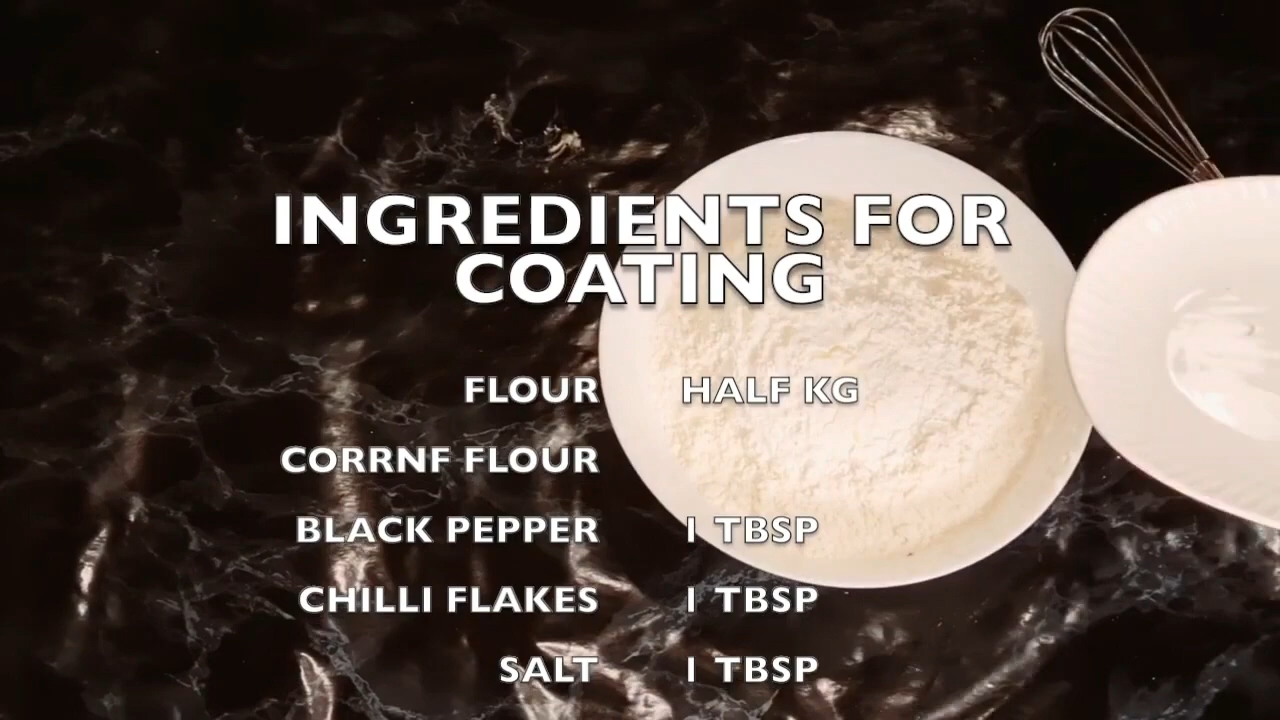 INGREDIENTS FOR
COATING
FLOUR HALF KG
CORRNF FLOUR
BLACK PEPPER 1 TBSP
CHILLI FLAKES 1 TBSP
SALT 1 TBSP